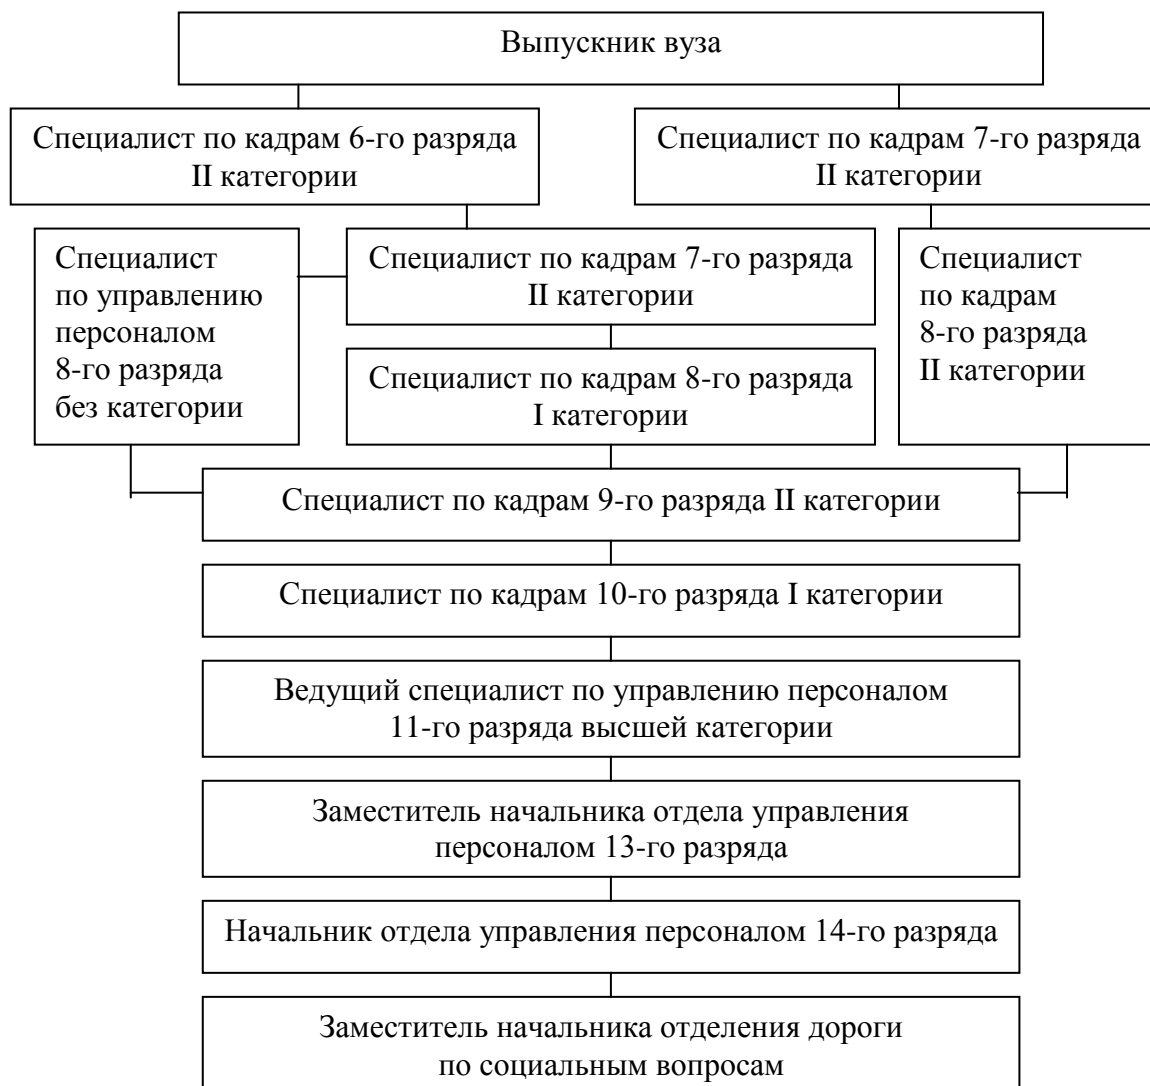 Выпускник вуза
Специалист по кадрам 6-го разряда
II категории
Специалист по кадрам 7-го разряда
II категории
Специалист
по управлению
персоналом
8-го разряда
без категории
Специалист по кадрам 7-го разряда
II категории
Специалист по кадрам 8-го разряда
I категории
Специалист
по кадрам
8-го разряда
II категории
Специалист по кадрам 9-го разряда II категории
Специалист по кадрам 10-го разряда I категории
Ведущий специалист по управлению персоналом
11-го разряда высшей категории
Заместитель начальника отдела управления
персоналом 13-го разряда
Начальник отдела управления персоналом 14-го разряда
Заместитель начальника отделения дороги
по социальным вопросам